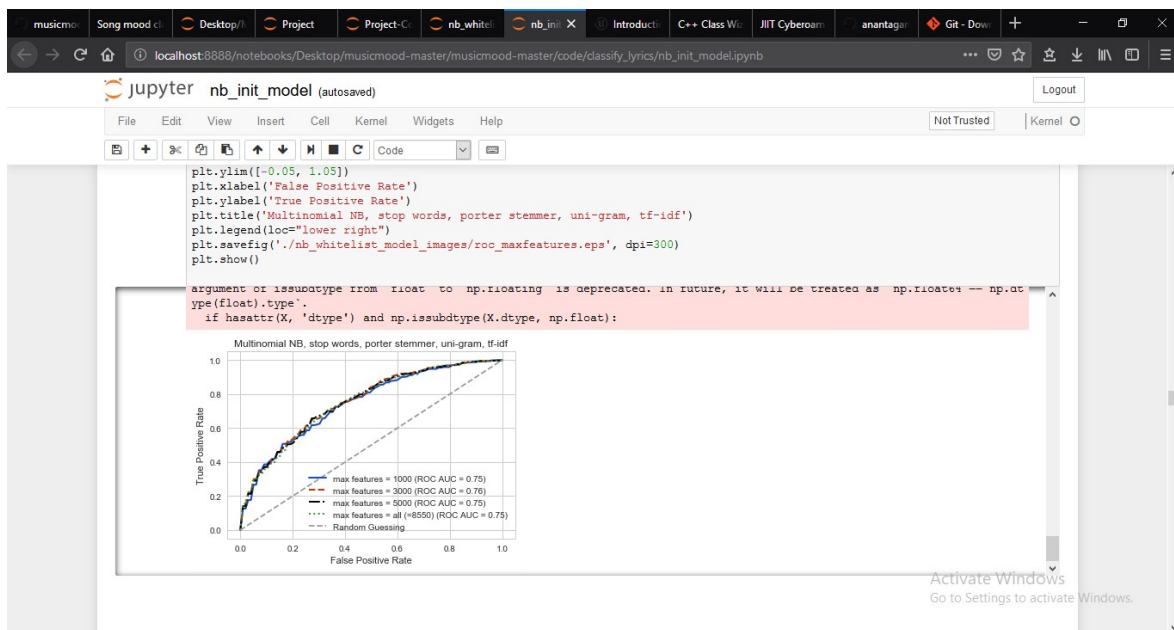 musicmoo
Song mood cl
Desktop/
Project
Project-Co
nb_whiteli
nb_init
Introducti
C++ Class Wiz
JIIT Cyberoam
anantagar
Git - Dow
localhost:8888/notebooks/Desktop/musicmood-master/musicmood-master/code/classify_lyrics/nb_init_model.ipynb
jupyter nb_init_model (autosaved)
Logout
File Edit View Insert Cell Kernel Widgets Help
Not Trusted
Kernel
Code
plt.ylim([-0.05, 1.05])
plt.xlabel('False Positive Rate')
plt.ylabel('True Positive Rate')
plt.title('Multinomial NB, stop words, porter stemmer, uni-gram, tf-idf')
plt.legend(loc="lower right")
plt.savefig('./nb_whitelist_model_images/roc_maxfeatures.eps', dpi=300)
plt.show()
argument of issubdtype from `float` to `np.floating` is deprecated. In future, it will be treated as `np.float64 == np.dt
ype(float).type`.
if hasattr(X, 'dtype') and np.issubdtype(X.dtype, np.float):
Multinomial NB, stop words, porter stemmer, uni-gram, tf-idf
1.0
0.8
0.6
0.4
0.2
0.0
True Positive Rate
max features = 1000 (ROC AUC = 0.75)
max features = 3000 (ROC AUC = 0.76)
max features = 5000 (ROC AUC = 0.75)
max features = all (=8550) (ROC AUC = 0.75)
Random Guessing
0.0 0.2 0.4 0.6 0.8 1.0
False Positive Rate
Activate Windows
Go to Settings to activate Windows.